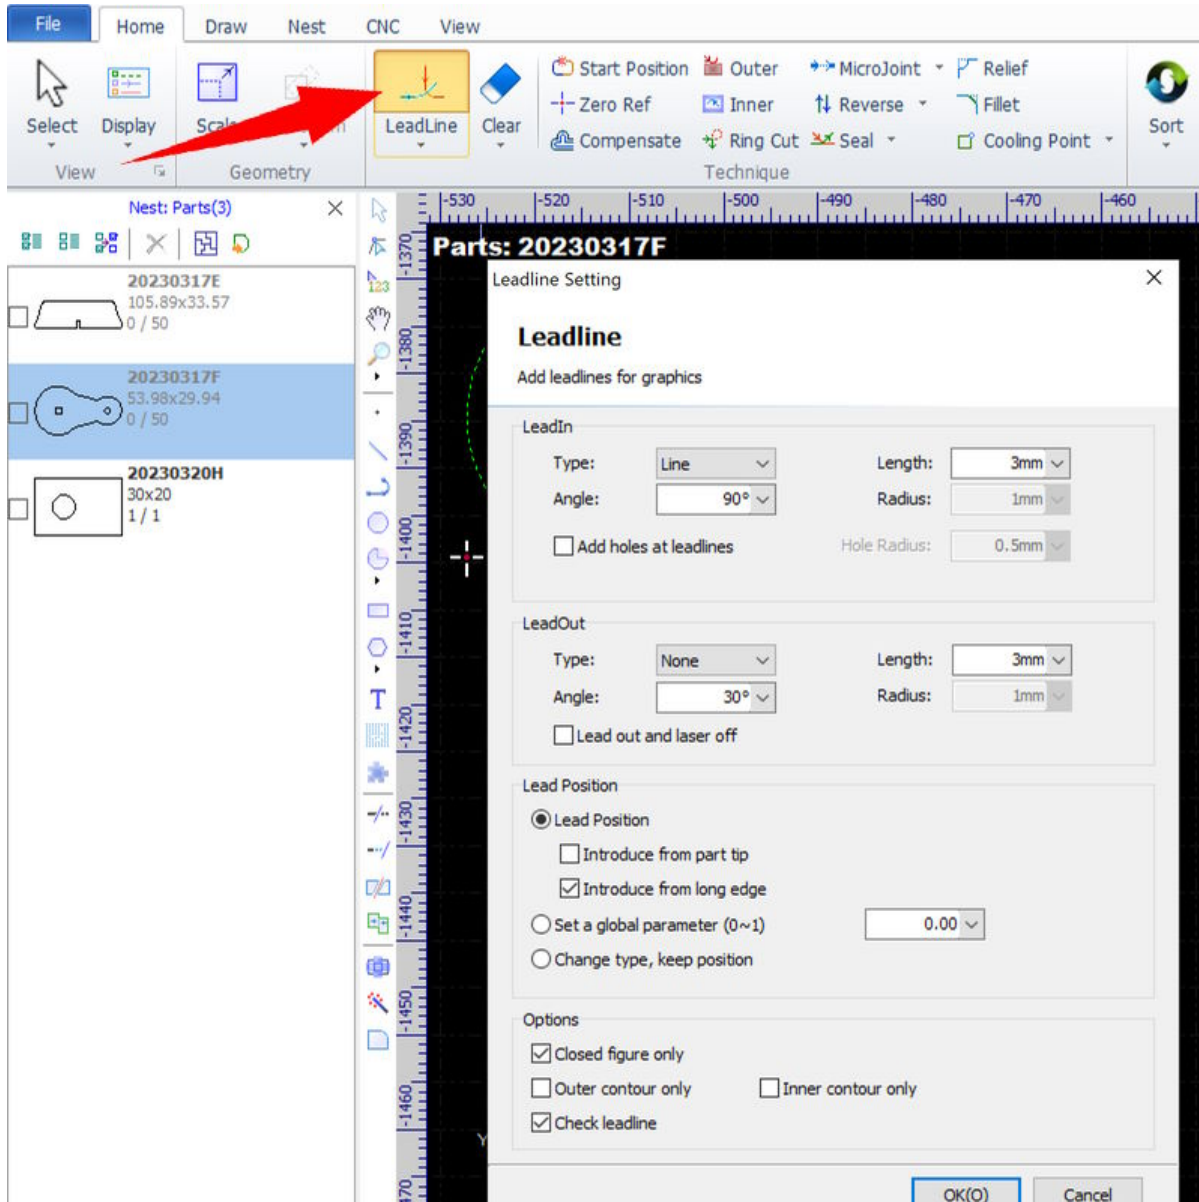 File Home Draw Nest CNC View
Start Position Outer MicroJoint Relief
Zero Ref Inner Reverse Fillet
Select Display LeadLine Clear Compensate Ring Cut Seal Cooling Point Sort
View Geometry Technique
Nest: Parts(3)
-530 -520 -510 -500 -490 -480 -470 -460
-1370
-1380
-1390
-1400
-1410
-1420
-1430
-1440
-1450
-1460
123
T
20230317E
105.89x33.57
0 / 50
20230317F
53.98x29.94
0 / 50
20230320H
30x20
1 / 1
Parts: 20230317F
Leadline Setting
Leadline
Add leadlines for graphics
LeadIn
Type: Line Length: 3mm
Angle: 90° Radius: 1mm
Add holes at leadlines Hole Radius: 0.5mm
LeadOut
Type: None Length: 3mm
Angle: 30° Radius: 1mm
Lead out and laser off
Lead Position
Lead Position
Introduce from part tip
Introduce from long edge
Set a global parameter (0~1) 0.00
Change type, keep position
Options
Closed figure only
Outer contour only Inner contour only
Check leadline
Y
OK(O) Cancel